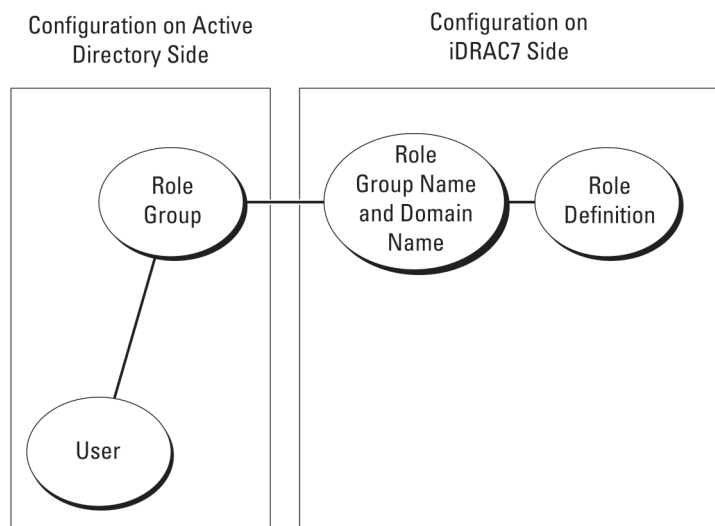 Configuration on Active
Directory Side
Configuration on
iDRAC7 Side
Role
Group
Role
Group Name
and Domain
Name
Role
Definition
User